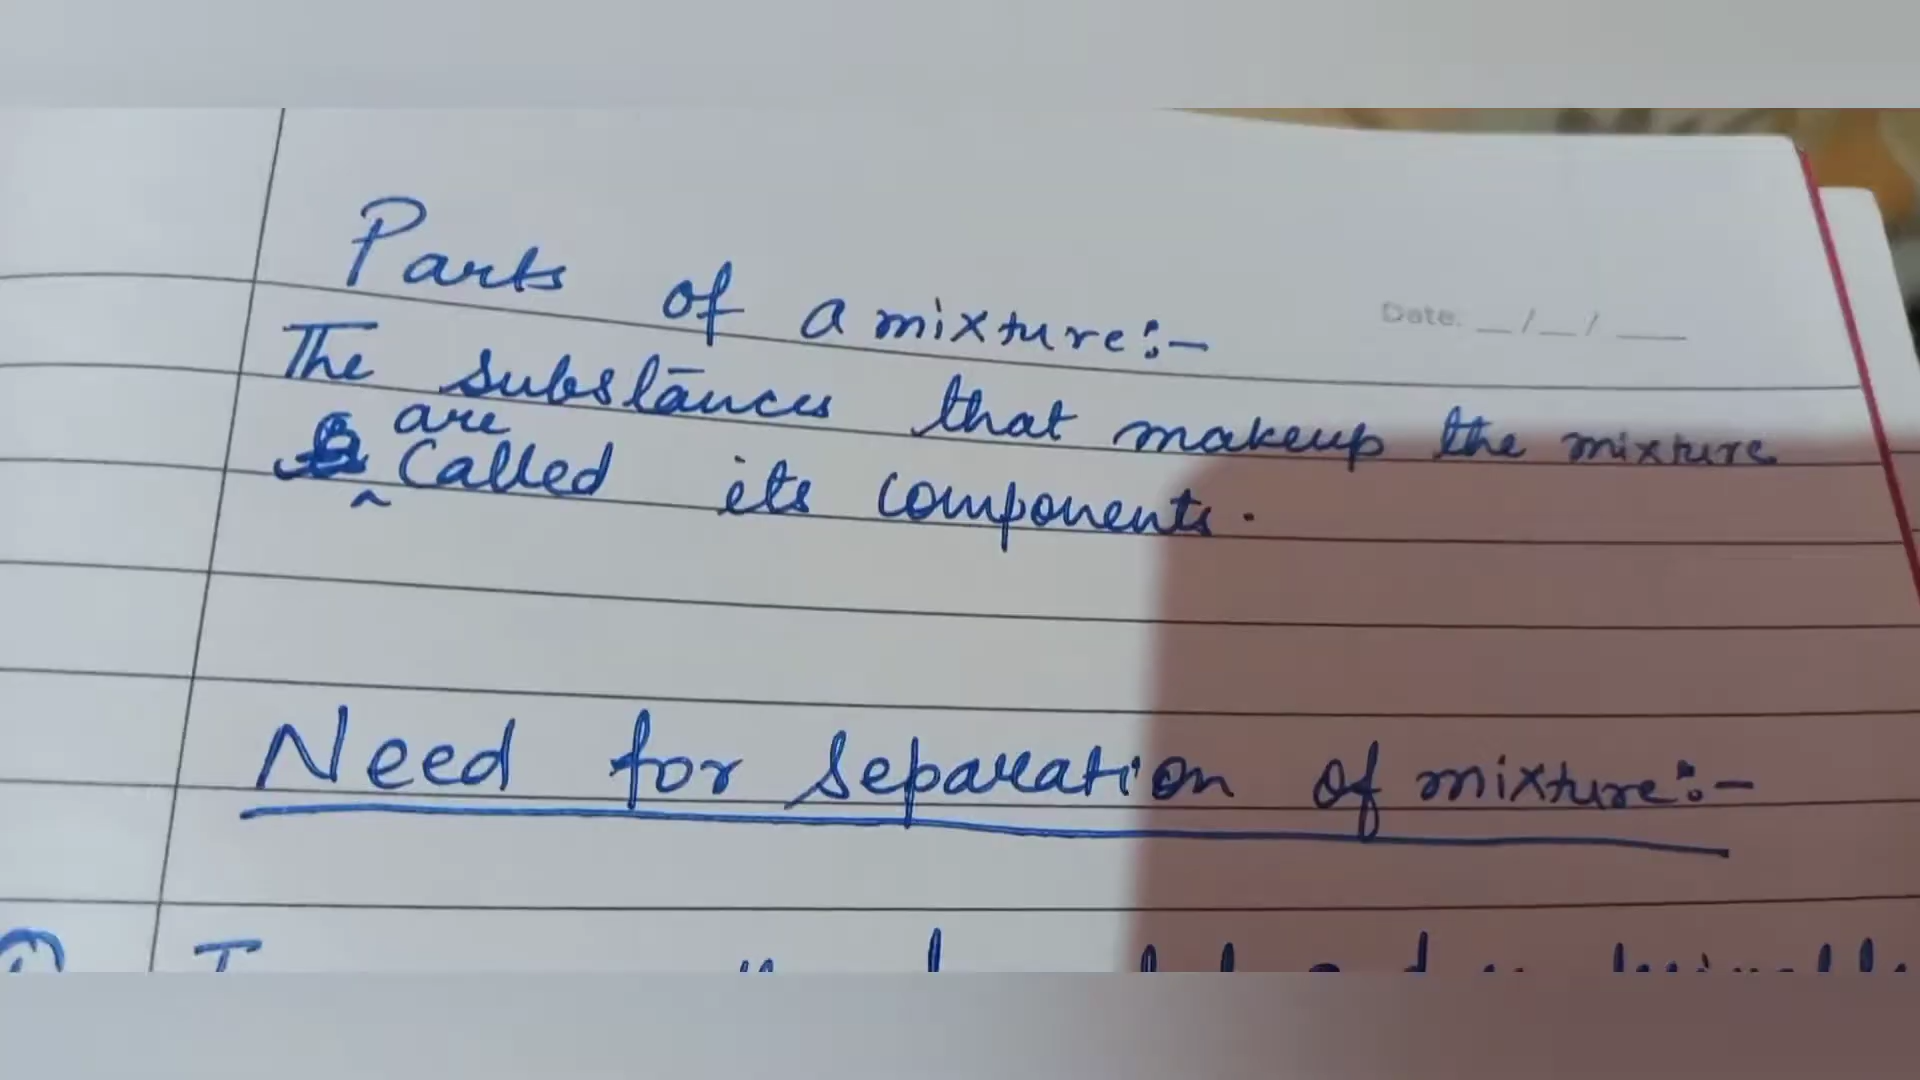 Parts of a mixture:-
Date: __/__/___
The substances that makeup the mixture
are
Called its components.
Need for separation of mixture:-